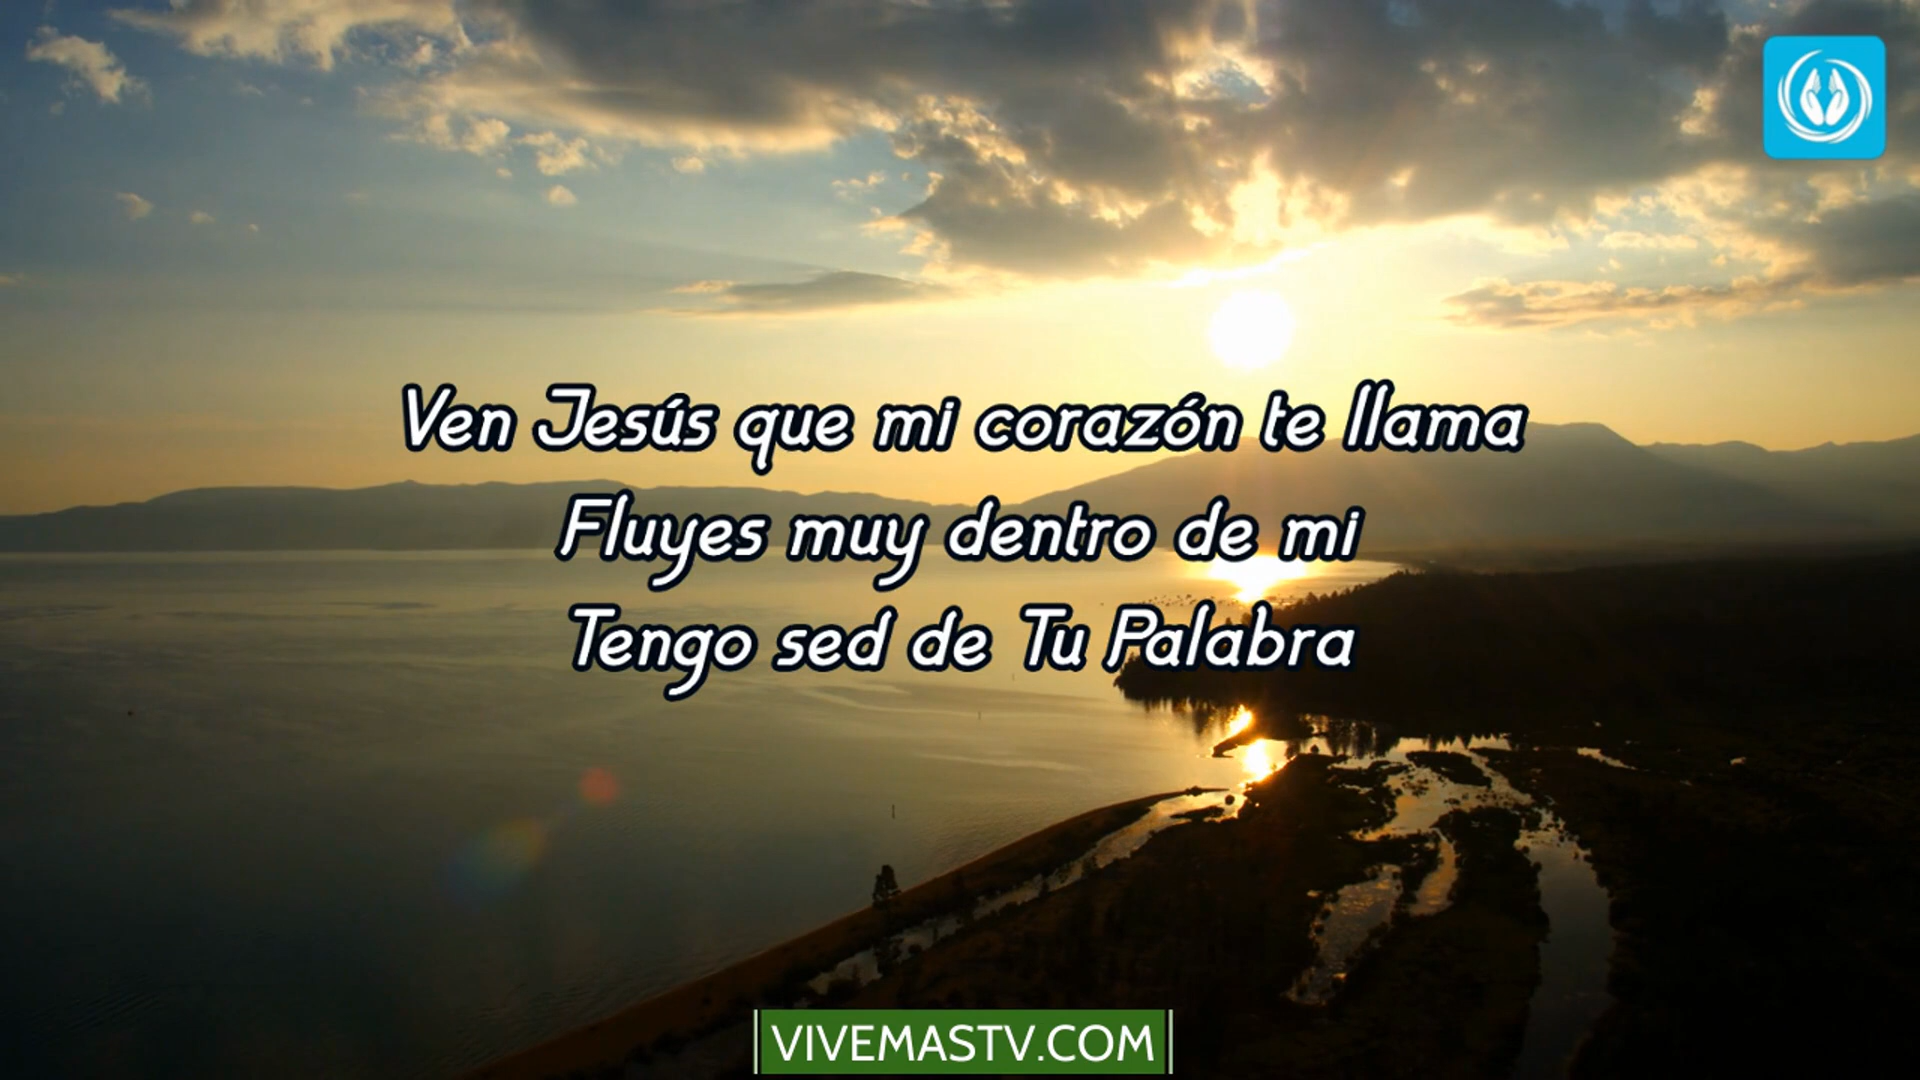 Ven Jesús que mi corazón te llama
Fluyes muy dentro de mi
Tengo sed de Tu Palabra
VIVEMASTV.COM